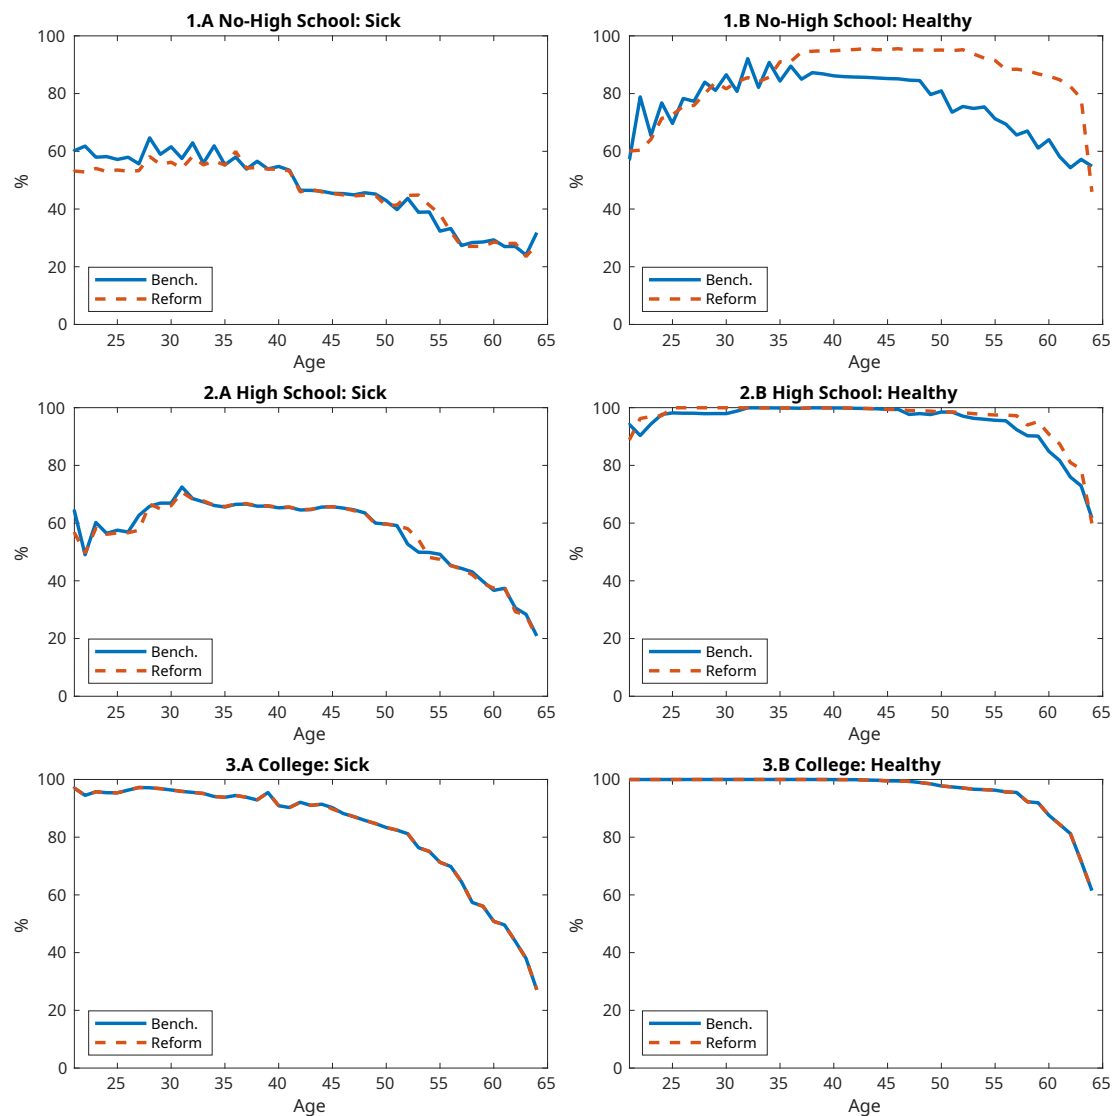 1.A No-High School: Sick
100
80
60
40
20
0
%
Bench.
Reform
25 30 35 40 45 50 55 60 65
Age
1.B No-High School: Healthy
100
80
60
40
20
0
%
Bench.
Reform
25 30 35 40 45 50 55 60 65
Age
2.A High School: Sick
100
80
60
40
20
0
%
Bench.
Reform
25 30 35 40 45 50 55 60 65
Age
2.B High School: Healthy
100
80
60
40
20
0
%
Bench.
Reform
25 30 35 40 45 50 55 60 65
Age
3.A College: Sick
100
80
60
40
20
0
%
Bench.
Reform
25 30 35 40 45 50 55 60 65
Age
3.B College: Healthy
100
80
60
40
20
0
%
Bench.
Reform
25 30 35 40 45 50 55 60 65
Age